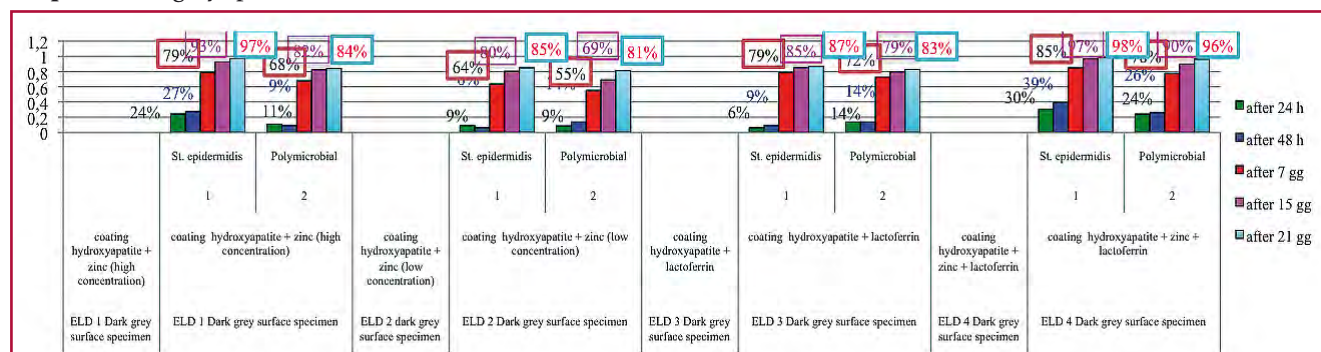 1,2
1
0,8
0,6
0,4
0,2
0
24%
27%
79%
93%
97%
11%
9%
68%
84%
9%
64%
80%
85%
9%
55%
69%
81%
6%
9%
79%
85%
87%
14%
14%
72%
79%
83%
30%
39%
85%
97%
98%
24%
26%
90%
96%
after 24 h
after 48 h
after 7 gg
after 15 gg
after 21 gg
St. epidermidis
Polymicrobial
St. epidermidis
Polymicrobial
St. epidermidis
Polymicrobial
St. epidermidis
Polymicrobial
1
2
1
2
1
2
1
2
coating
hydroxyapatite +
zinc (high
concentration)
coating hydroxyapatite + zinc (high
concentration)
coating
hydroxyapatite +
zinc (low
concentration)
coating hydroxyapatite + zinc (low
concentration)
coating
hydroxyapatite +
lactoferrin
coating hydroxyapatite + lactoferrin
coating
hydroxyapatite +
zinc + lactoferrin
coating hydroxyapatite + zinc +
lactoferrin
ELD 1 Dark grey
surface specimen
ELD 1 Dark grey surface specimen
ELD 2 dark grey
surface specimen
ELD 2 Dark grey surface specimen
ELD 3 Dark grey
surface specimen
ELD 3 Dark grey surface specimen
ELD 4 Dark grey
surface specimen
ELD 4 Dark grey surface specimen